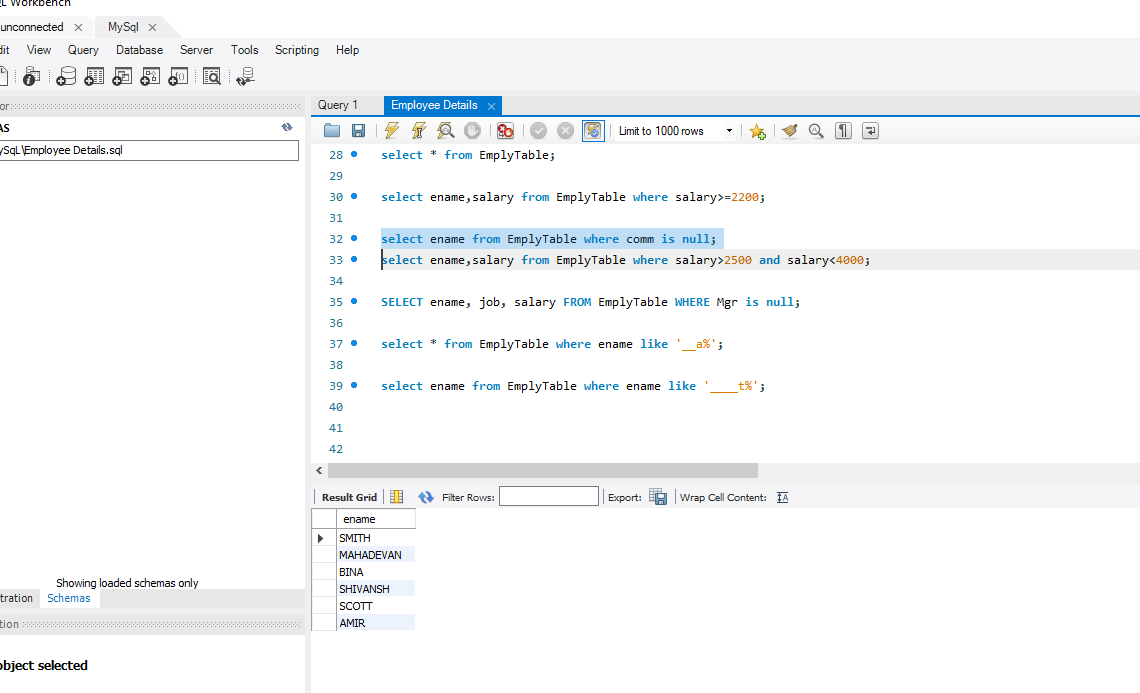 QL Workbench
unconnected MySql
dit View Query Database Server Tools Scripting Help
or
AS
ySqL\Employee Details.sql
Query 1 Employee Details
Limit to 1000 rows
28 select * from EmplyTable;
29
30 select ename,salary from EmplyTable where salary>=2200;
31
32 select ename from EmplyTable where comm is null;
33 select ename,salary from EmplyTable where salary>2500 and salary<4000;
34
35 SELECT ename, job, salary FROM EmplyTable WHERE Mgr is null;
36
37 select * from EmplyTable where ename like '__a%';
38
39 select ename from EmplyTable where ename like '____t%';
40
41
42
Result Grid Filter Rows: Export: Wrap Cell Content:
ename
SMITH
MAHADEVAN
BINA
SHIVANSH
SCOTT
AMIR
Showing loaded schemas only
tration Schemas
tion
object selected